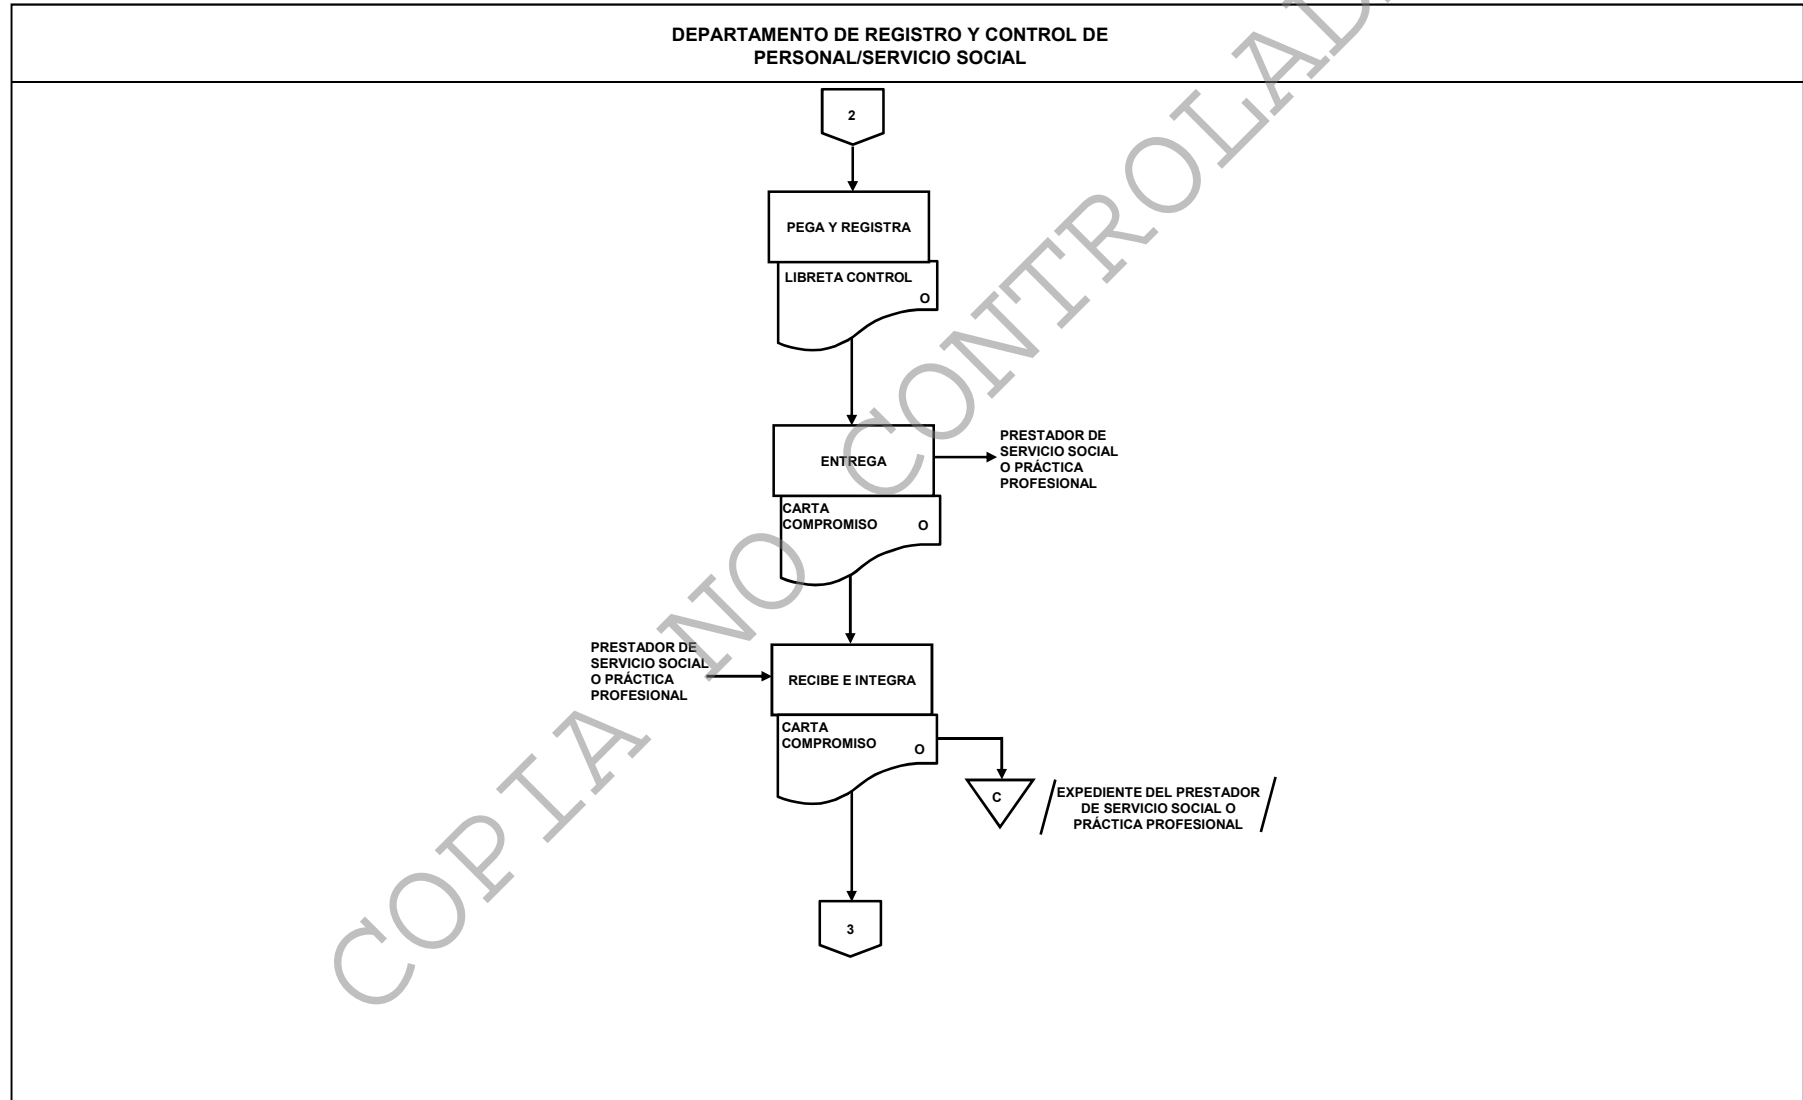 DEPARTAMENTO DE REGISTRO Y CONTROL DE
PERSONAL/SERVICIO SOCIAL
2
PEGA Y REGISTRA
LIBRETA CONTROL
O
ENTREGA
PRESTADOR DE
SERVICIO SOCIAL
O PRÁCTICA
PROFESIONAL
CARTA
COMPROMISO O
PRESTADOR DE
SERVICIO SOCIAL
O PRÁCTICA
PROFESIONAL
RECIBE E INTEGRA
CARTA
COMPROMISO O
C
EXPEDIENTE DEL PRESTADOR
DE SERVICIO SOCIAL O
PRÁCTICA PROFESIONAL
3
COPIA NO CONTROLAD